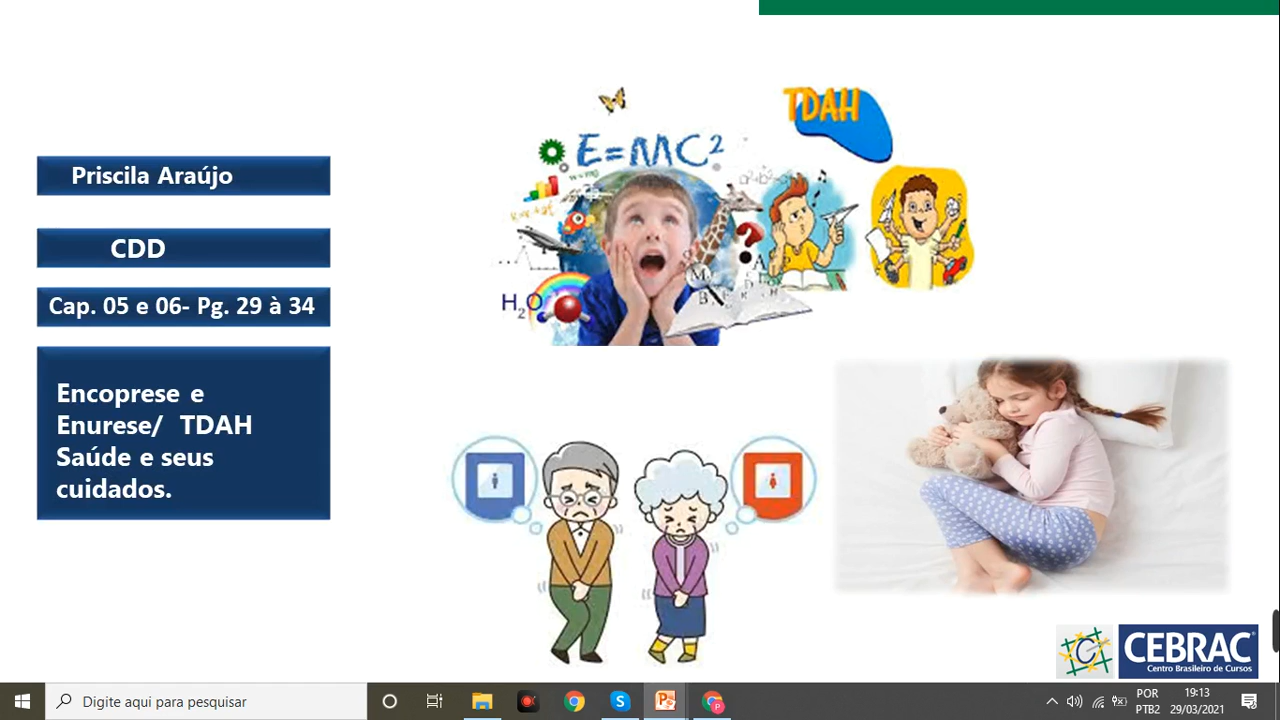 Priscila Araújo
CDD
Cap. 05 e 06- Pg. 29 à 34
Encoprese e
Enurese/ TDAH
Saúde e seus
cuidados.
TDAH
E=MC²
H₂O
CEBRAC
Centro Brasileiro de Cursos
Digite aqui para pesquisar
POR
PTB2
19:13
29/03/2021